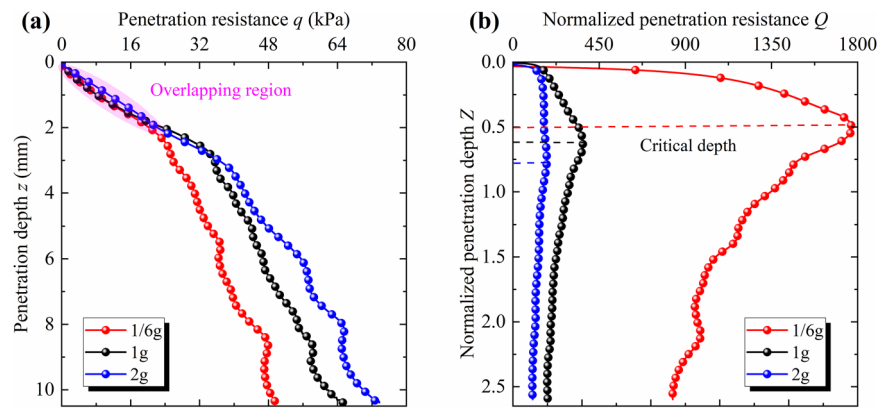 (a)
Penetration resistance q (kPa)
0 16 32 48 64 80
Penetration depth z (mm)
0
2
4
6
8
10
Overlapping region
1/6g
1g
2g
(b)
Normalized penetration resistance Q
0 450 900 1350 1800
Normalized penetration depth Z
0.0
0.5
1.0
1.5
2.0
2.5
Critical depth
1/6g
1g
2g